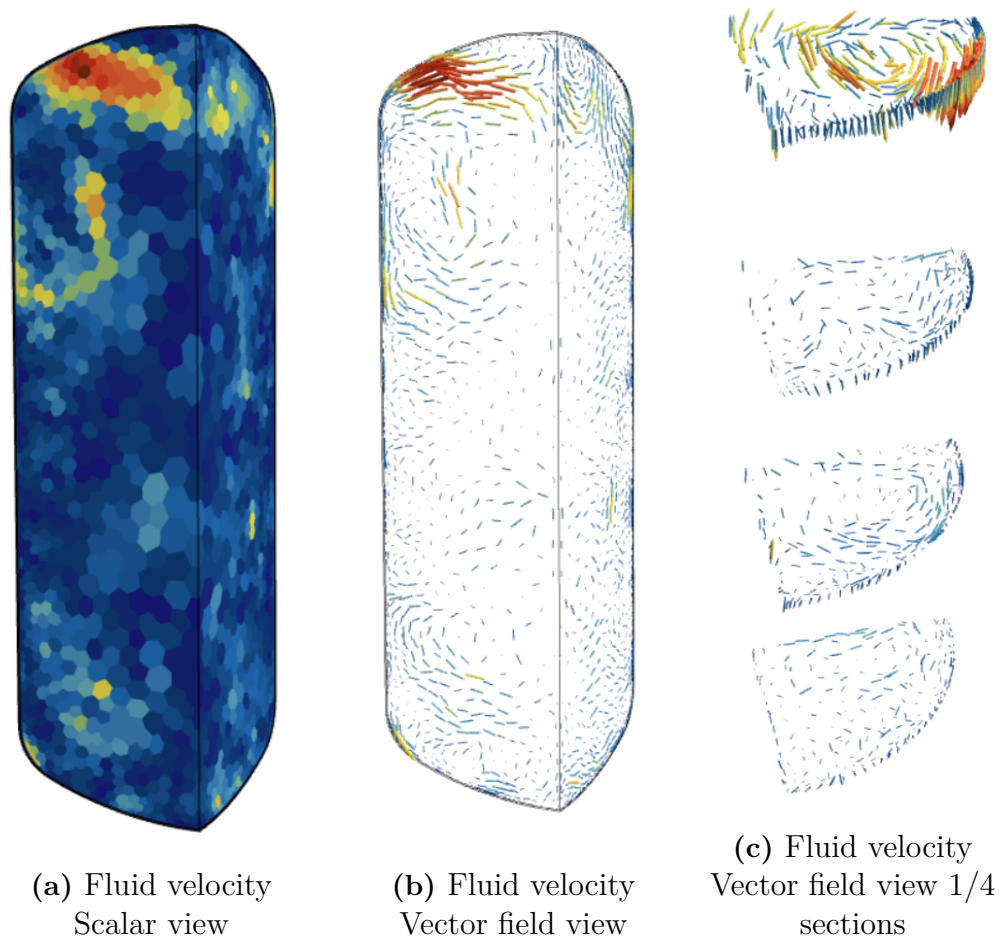 (a) Fluid velocity
Scalar view
(b) Fluid velocity
Vector field view
(c) Fluid velocity
Vector field view 1/4
sections